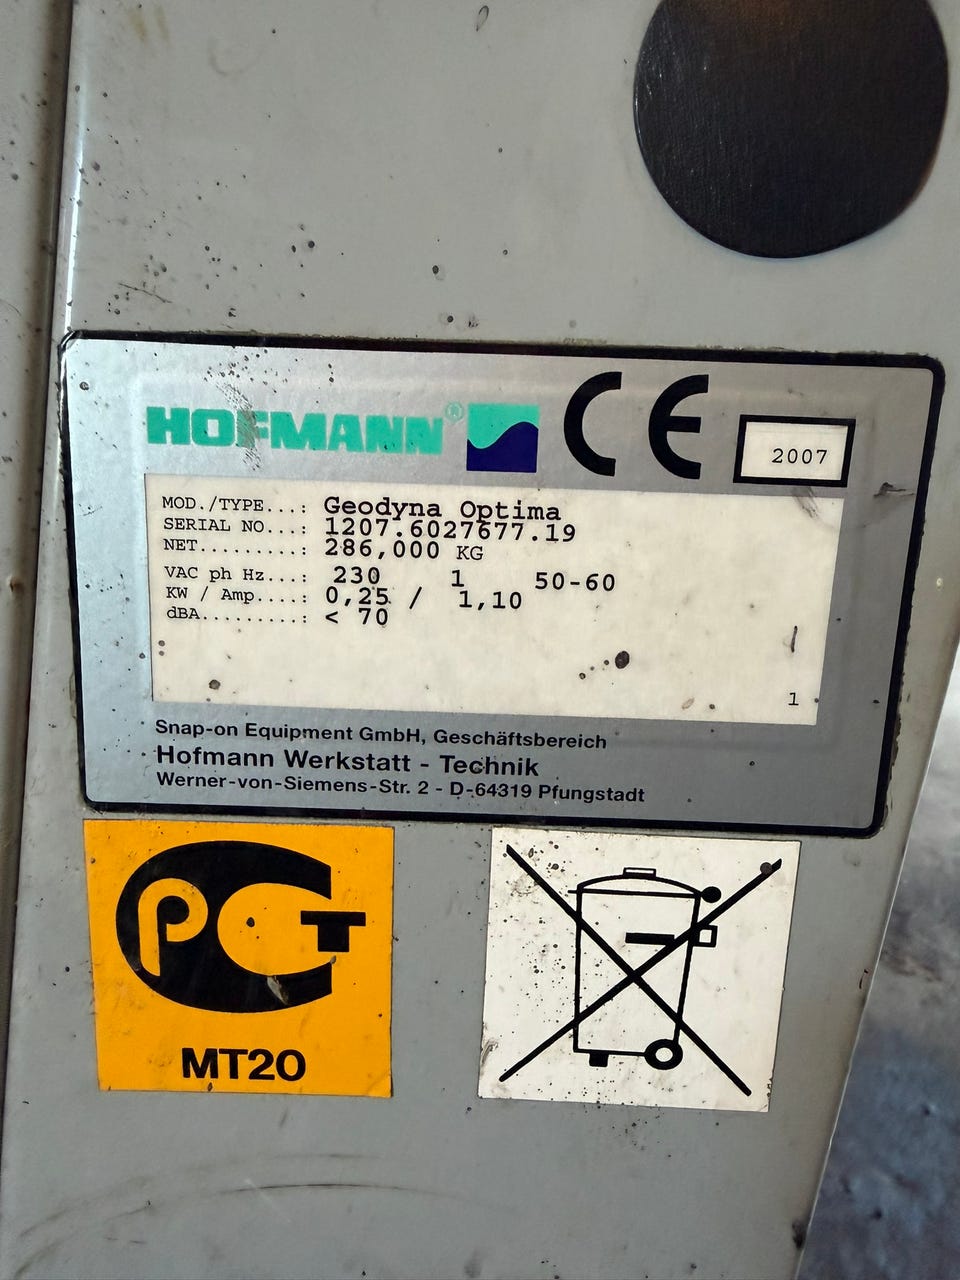 HOFMANN®
CE
2007
MOD./TYPE...: Geodyna Optima
SERIAL NO...: 1207.6027677.19
NET.........: 286,000 KG
VAC ph Hz...: 230 1 50-60
KW / Amp....: 0,25 / 1,10
dBA.........: < 70
1
Snap-on Equipment GmbH, Geschäftsbereich
Hofmann Werkstatt - Technik
Werner-von-Siemens-Str. 2 - D-64319 Pfungstadt
PCT
MT20